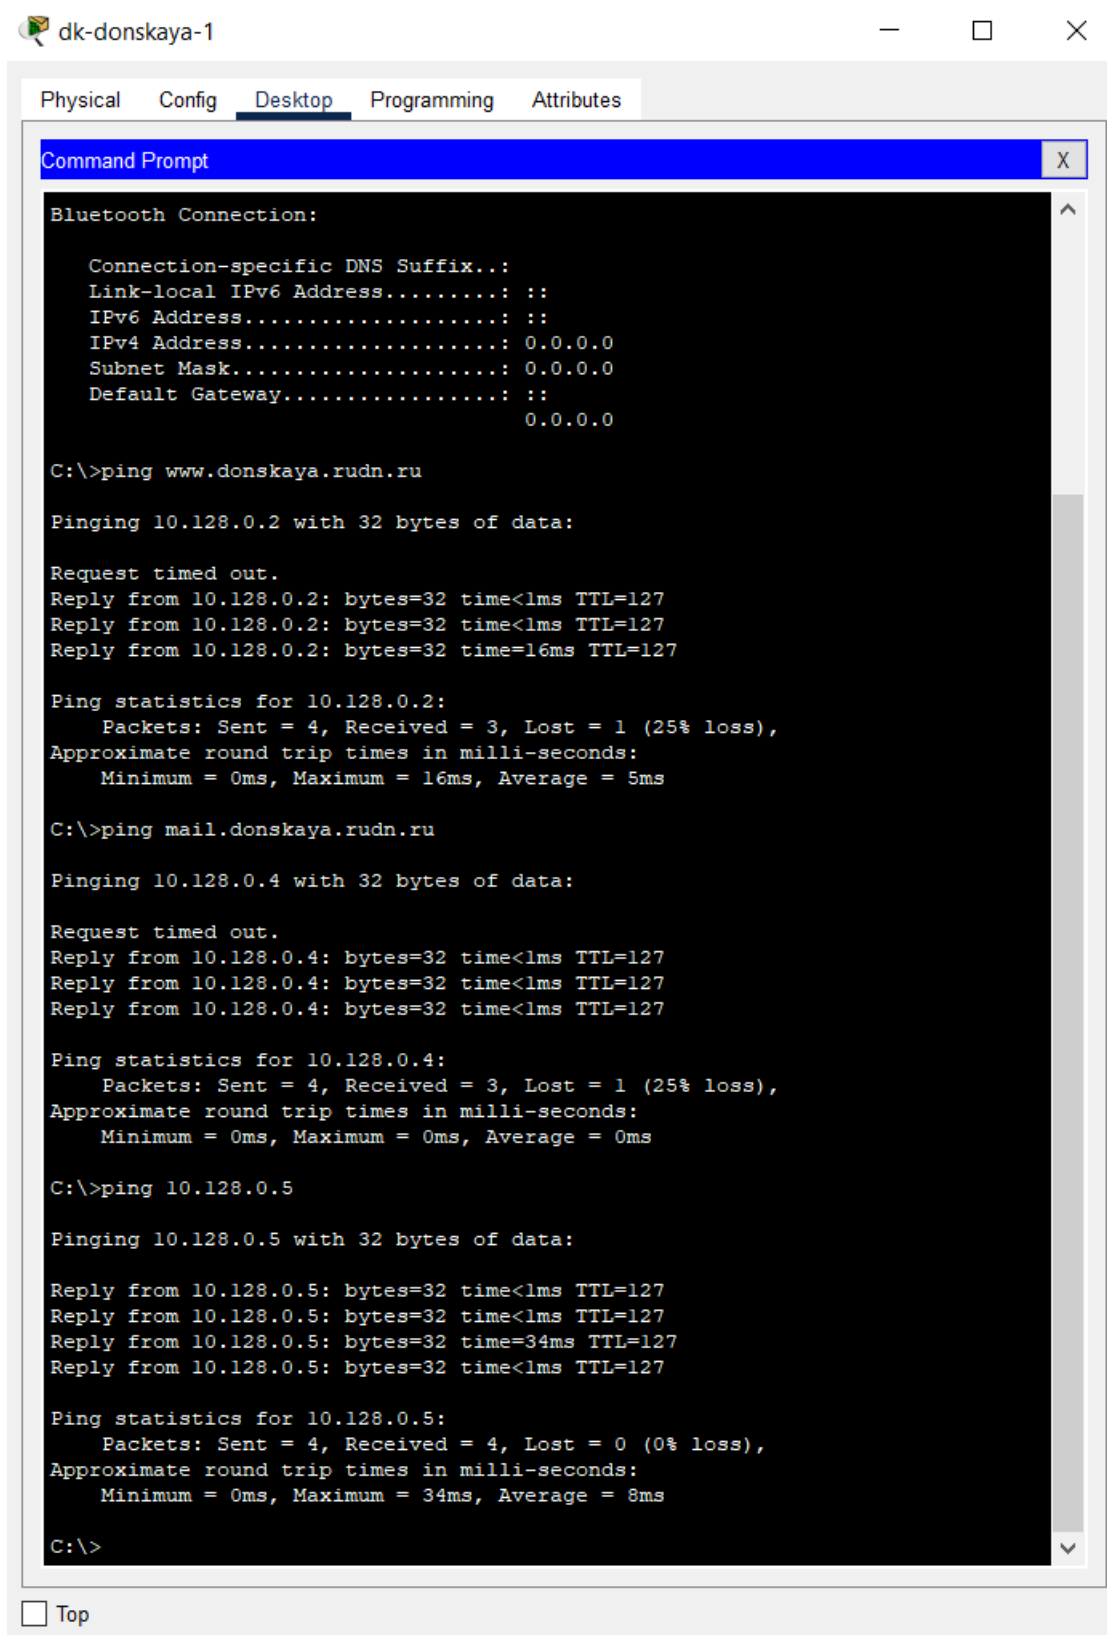 dk-donskaya-1
Physical Config Desktop Programming Attributes
Command Prompt X
Bluetooth Connection:
Connection-specific DNS Suffix..:
Link-local IPv6 Address.........: ::
IPv6 Address....................: ::
IPv4 Address....................: 0.0.0.0
Subnet Mask.....................: 0.0.0.0
Default Gateway.................: ::
0.0.0.0
C:\>ping www.donskaya.rudn.ru
Pinging 10.128.0.2 with 32 bytes of data:
Request timed out.
Reply from 10.128.0.2: bytes=32 time<1ms TTL=127
Reply from 10.128.0.2: bytes=32 time<1ms TTL=127
Reply from 10.128.0.2: bytes=32 time=16ms TTL=127
Ping statistics for 10.128.0.2:
Packets: Sent = 4, Received = 3, Lost = 1 (25% loss),
Approximate round trip times in milli-seconds:
Minimum = 0ms, Maximum = 16ms, Average = 5ms
C:\>ping mail.donskaya.rudn.ru
Pinging 10.128.0.4 with 32 bytes of data:
Request timed out.
Reply from 10.128.0.4: bytes=32 time<1ms TTL=127
Reply from 10.128.0.4: bytes=32 time<1ms TTL=127
Reply from 10.128.0.4: bytes=32 time<1ms TTL=127
Ping statistics for 10.128.0.4:
Packets: Sent = 4, Received = 3, Lost = 1 (25% loss),
Approximate round trip times in milli-seconds:
Minimum = 0ms, Maximum = 0ms, Average = 0ms
C:\>ping 10.128.0.5
Pinging 10.128.0.5 with 32 bytes of data:
Reply from 10.128.0.5: bytes=32 time<1ms TTL=127
Reply from 10.128.0.5: bytes=32 time<1ms TTL=127
Reply from 10.128.0.5: bytes=32 time=34ms TTL=127
Reply from 10.128.0.5: bytes=32 time<1ms TTL=127
Ping statistics for 10.128.0.5:
Packets: Sent = 4, Received = 4, Lost = 0 (0% loss),
Approximate round trip times in milli-seconds:
Minimum = 0ms, Maximum = 34ms, Average = 8ms
C:\>
Top